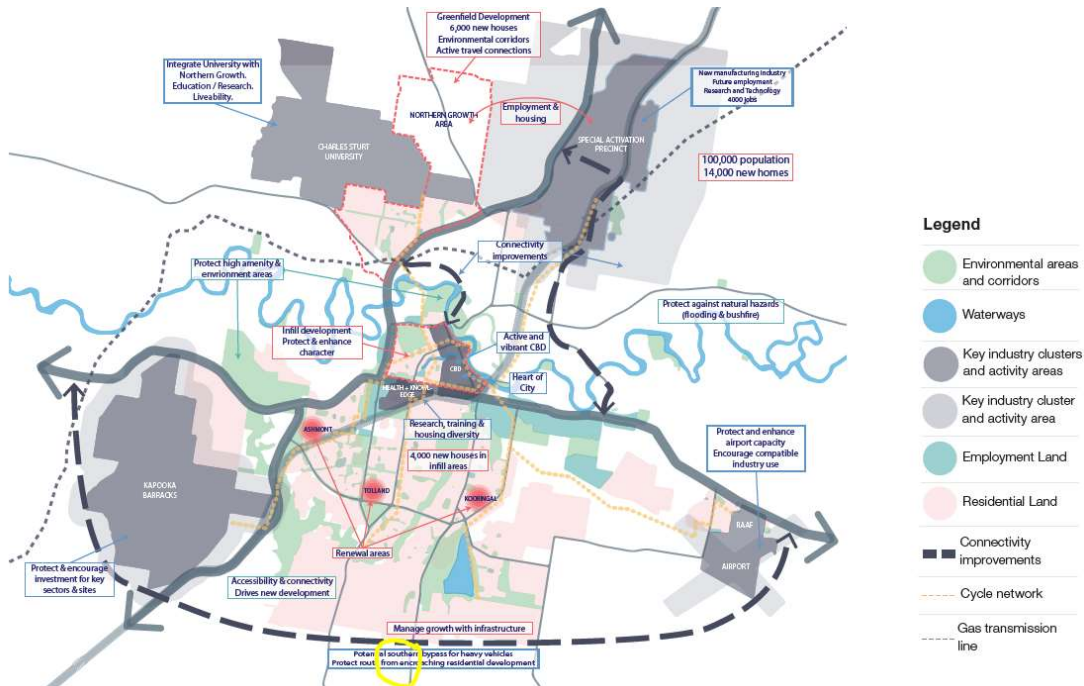 Greenfield Development
6,000 new houses
Environmental corridors
Active travel connections
Integrate University with
Northern Growth.
Education / Research.
Liveability.
New manufacturing industry
Future employment
Research and Technology
4000 jobs
NORTHERN GROWTH
AREA
Employment &
housing
CHARLES STURT
UNIVERSITY
SPECIAL ACTIVATION
PRECINCT
100,000 population
14,000 new homes
Connectivity
improvements
Protect high amenity &
envrionment areas
Protect against natural hazards
(flooding & bushfire)
Infill development
Protect & enhance
character
Active and
vibrant CBD
CBD
Heart of
City
HEALTH + KNOWL-
EDGE
ASHMONT
Research, training &
housing diversity
4,000 new houses in
infill areas
Protect and enhance
airport capacity
Encourage compatible
industry use
KAPOOKA
BARRACKS
TOLLAND
KOORINGAL
RAAF
AIRPORT
Renewal areas
Protect & encourage
investment for key
sectors & sites
Accessibility & connectivity
Drives new development
Manage growth with infrastructure
Potential southern bypass for heavy vehicles
Protect route from encroaching residential development
Legend
Environmental areas
and corridors
Waterways
Key industry clusters
and activity areas
Key industry cluster
and activity area
Employment Land
Residential Land
Connectivity
improvements
Cycle network
Gas transmission
line